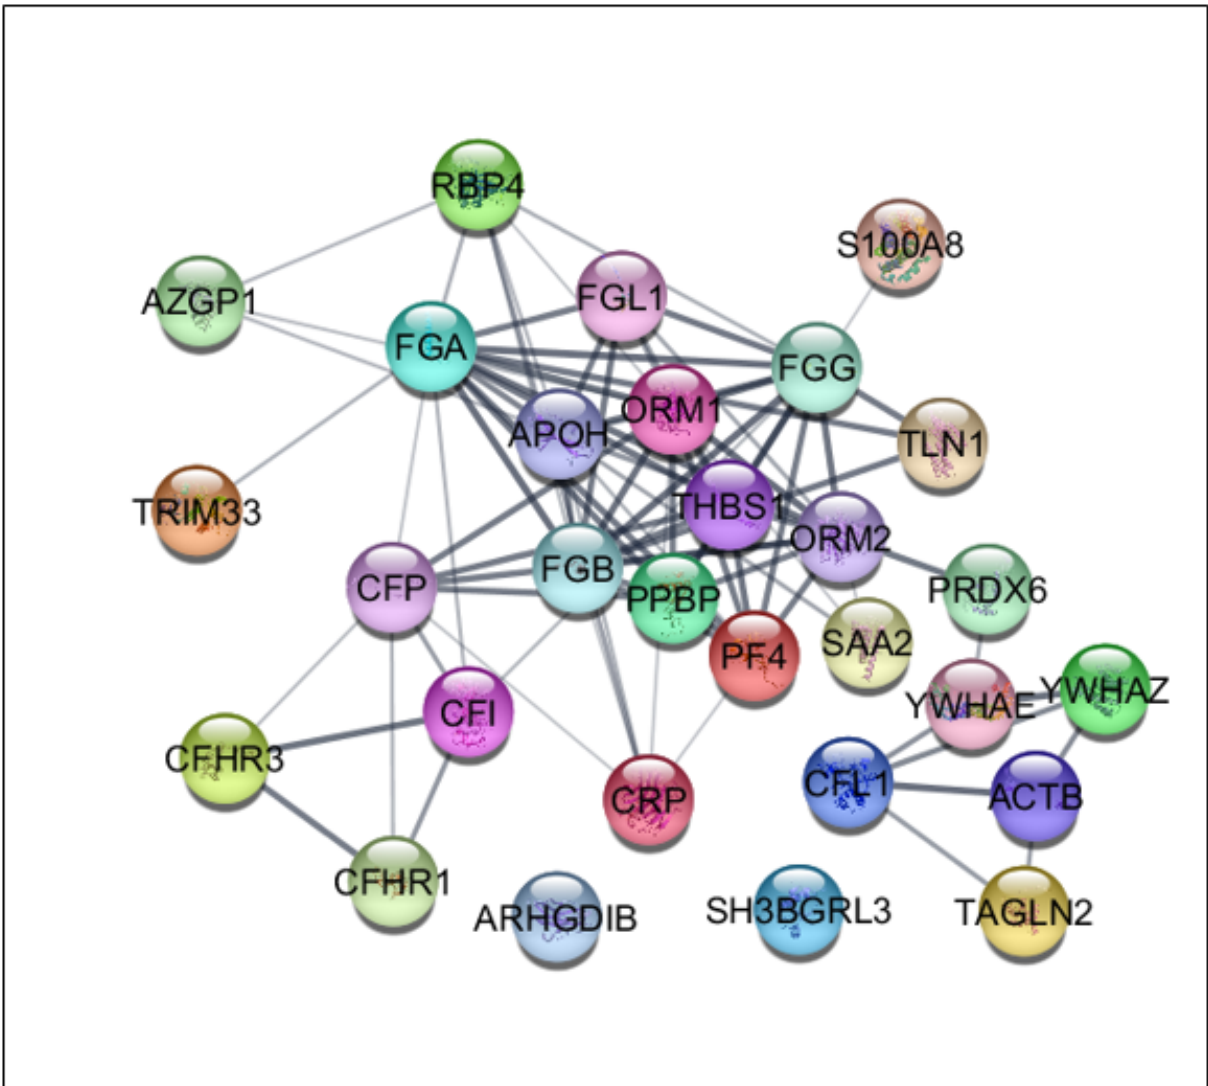 RBP4
S100A8
AZGP1
FGL1
FGA
FGG
ORM1
APOH
TLN1
TRIM33
THBS1
ORM2
FGB
CFP
PPBP
PRDX6
SAA2
PF4
YWHAE
YWHAZ
CFI
CFHR3
CFL1
CRP
ACTB
CFHR1
ARHGDIB
SH3BGRL3
TAGLN2